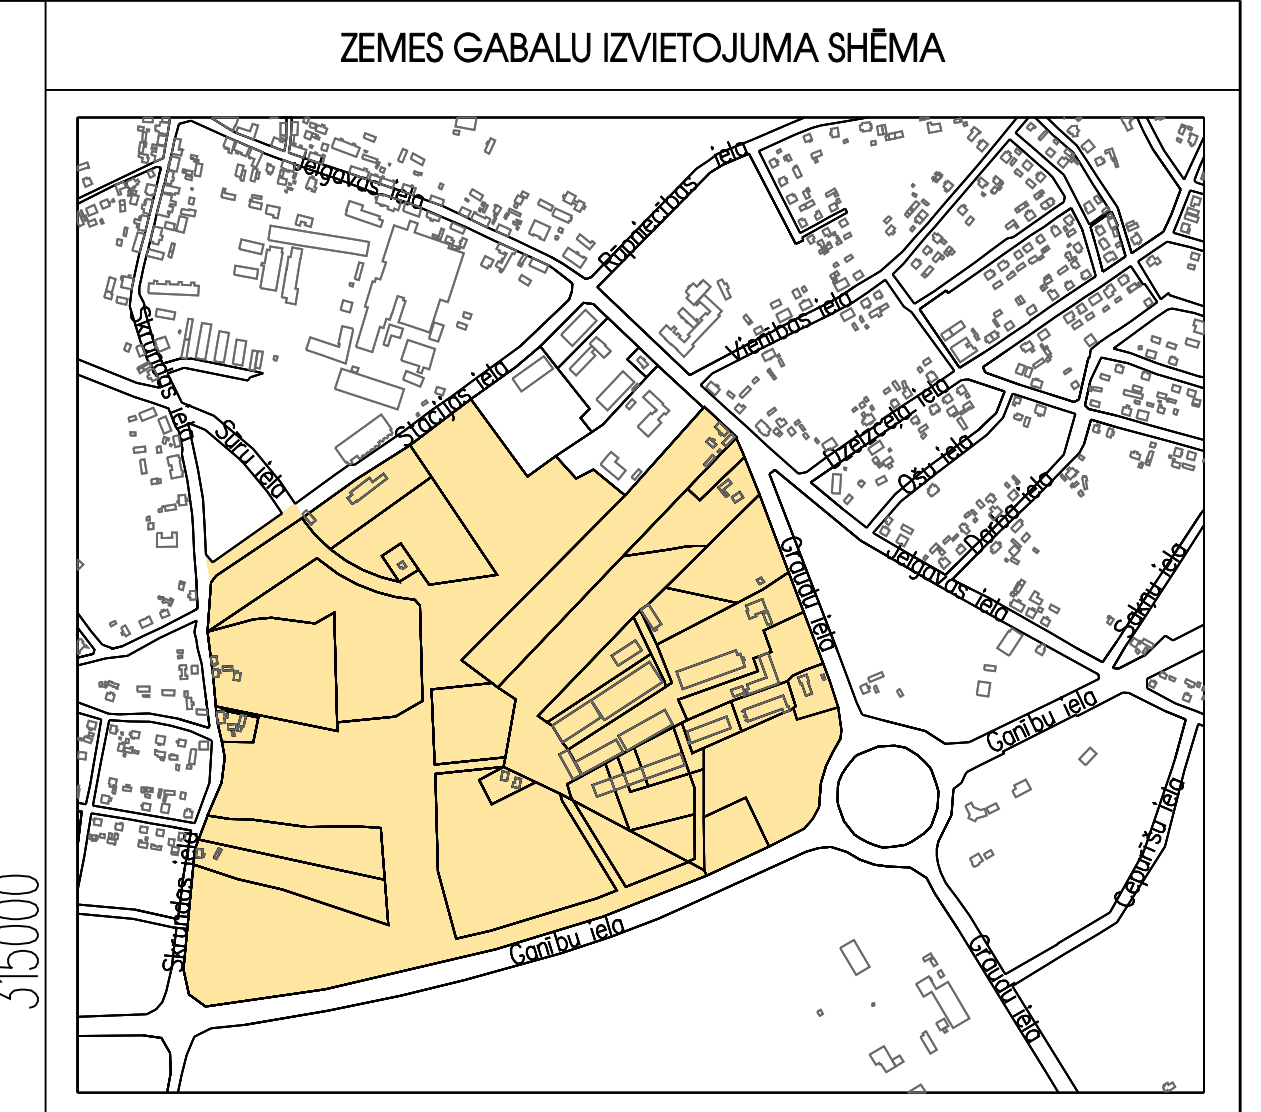 ZEMES GABALU IZVIETOJUMA SHĒMA
Jelgavas iela
Rūpniecības iela
Skrundas iela
Vienības iela
Stacijas iela
Sūru iela
Dzelzceļa iela
Ošu iela
Darba iela
Graudu iela
Jelgavas iela
Sakņu iela
Ganību iela
Cepurīšu iela
Skrundas iela
Ganību iela
Graudu iela
315000